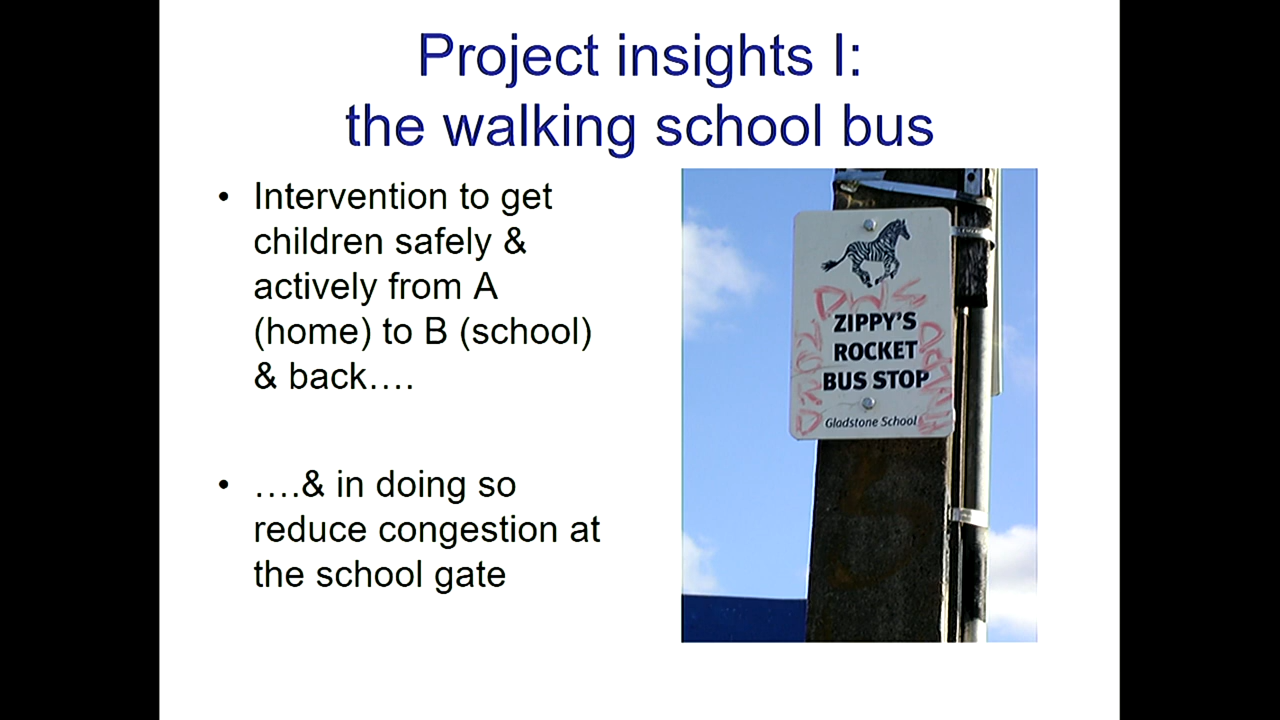 Project insights I:
the walking school bus
• Intervention to get
children safely &
actively from A
(home) to B (school)
& back….
• ….& in doing so
reduce congestion at
the school gate
ZIPPY'S
ROCKET
BUS STOP
Gladstone School